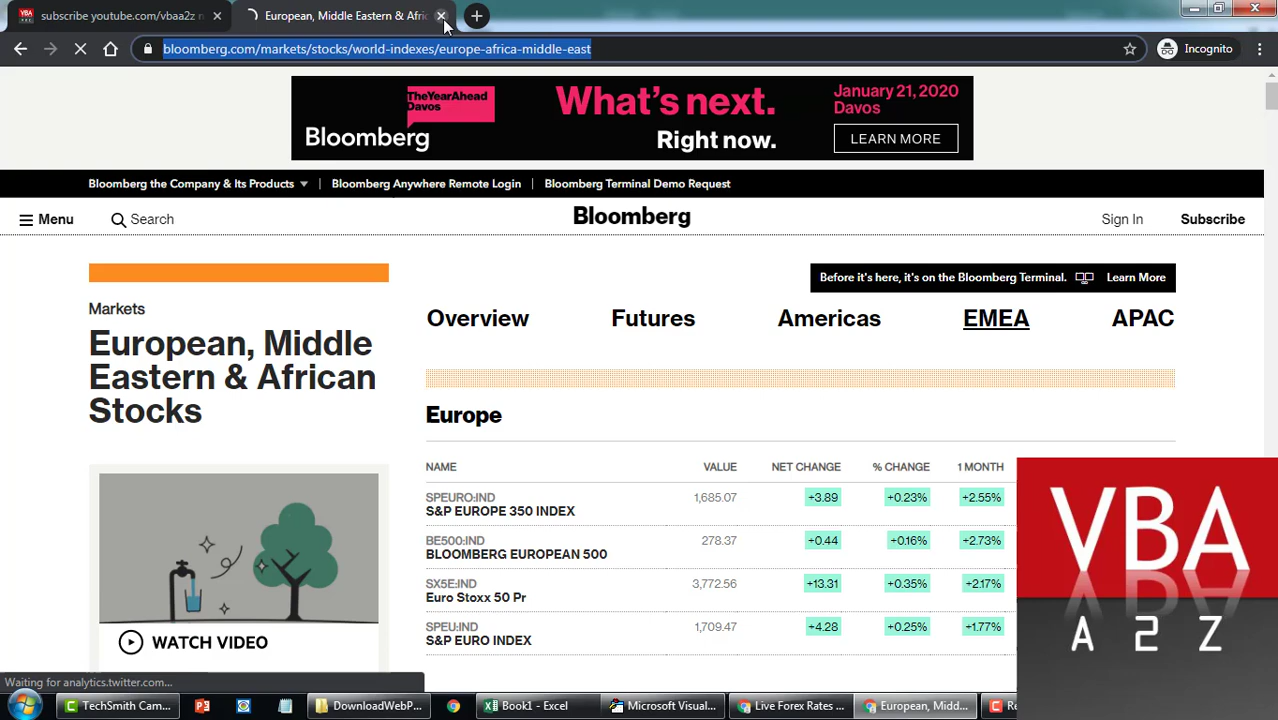 subscribe youtube.com/vbaa2z
European, Middle Eastern & Afric
bloomberg.com/markets/stocks/world-indexes/europe-africa-middle-east
Incognito
TheYearAhead
Davos
Bloomberg
What's next.
Right now.
January 21, 2020
Davos
LEARN MORE
Bloomberg the Company & Its Products
Bloomberg Anywhere Remote Login
Bloomberg Terminal Demo Request
Menu
Search
Bloomberg
Sign In
Subscribe
Before it's here, it's on the Bloomberg Terminal.
Learn More
Markets
European, Middle
Eastern & African
Stocks
Overview Futures Americas EMEA APAC
Europe
NAME VALUE NET CHANGE % CHANGE 1 MONTH
SPEURO:IND 1,685.07 +3.89 +0.23% +2.55%
S&P EUROPE 350 INDEX
BE500:IND 278.37 +0.44 +0.16% +2.73%
BLOOMBERG EUROPEAN 500
SX5E:IND 3,772.56 +13.31 +0.35% +2.17%
Euro Stoxx 50 Pr
SPEU:IND 1,709.47 +4.28 +0.25% +1.77%
S&P EURO INDEX
WATCH VIDEO
VBA
A 2 Z
Waiting for analytics.twitter.com...
TechSmith Cam...
DownloadWebP...
Book1 - Excel
Microsoft Visual...
Live Forex Rates ...
European, Midd...